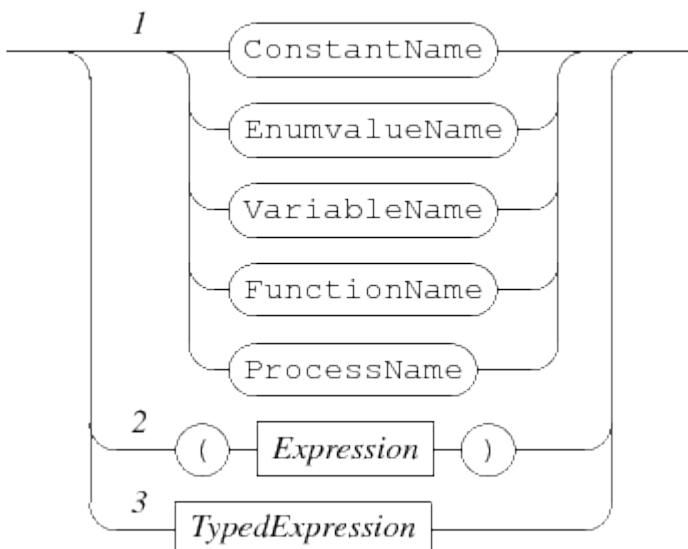 1 ConstantName
EnumvalueName
VariableName
FunctionName
ProcessName
2 ( Expression )
3 TypedExpression